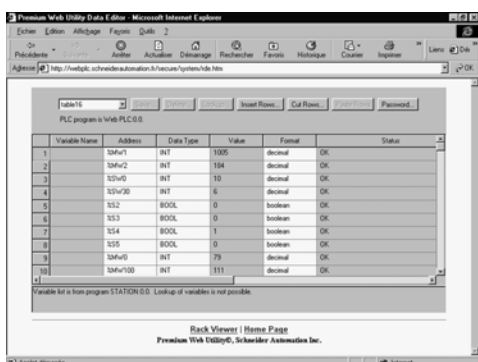 Premium Web Utility Data Editor - Microsoft Internet Explorer
Fichier Edition Affichage Favoris Outils ?
Précédente Suivante Arrêter Actualiser Démarrage Rechercher Favoris Historique Courrier Imprimer Liens
Adresse http://webplc.schneiderautomation.fr/secure/system/rde.htm OK
table16 Save... Delete... Lookup... Insert Rows... Cut Rows... Paste Rows Password...
PLC program is Web PLC:0.0.
Variable Name Address Data Type Value Format Status
1 %MW1 INT 1005 decimal OK
2 %MW2 INT 184 decimal OK
3 %SW0 INT 10 decimal OK
4 %SW30 INT 6 decimal OK
5 %S2 BOOL 0 boolean OK
6 %S3 BOOL 0 boolean OK
7 %S4 BOOL 1 boolean OK
8 %S5 BOOL 0 boolean OK
9 %MW0 INT 79 decimal OK
10 %MW100 INT 111 decimal OK
Variable list is from program STATION:0.0. Lookup of variables is not possible.
Rack Viewer | Home Page
Premium Web Utility©, Schneider Automation Inc.